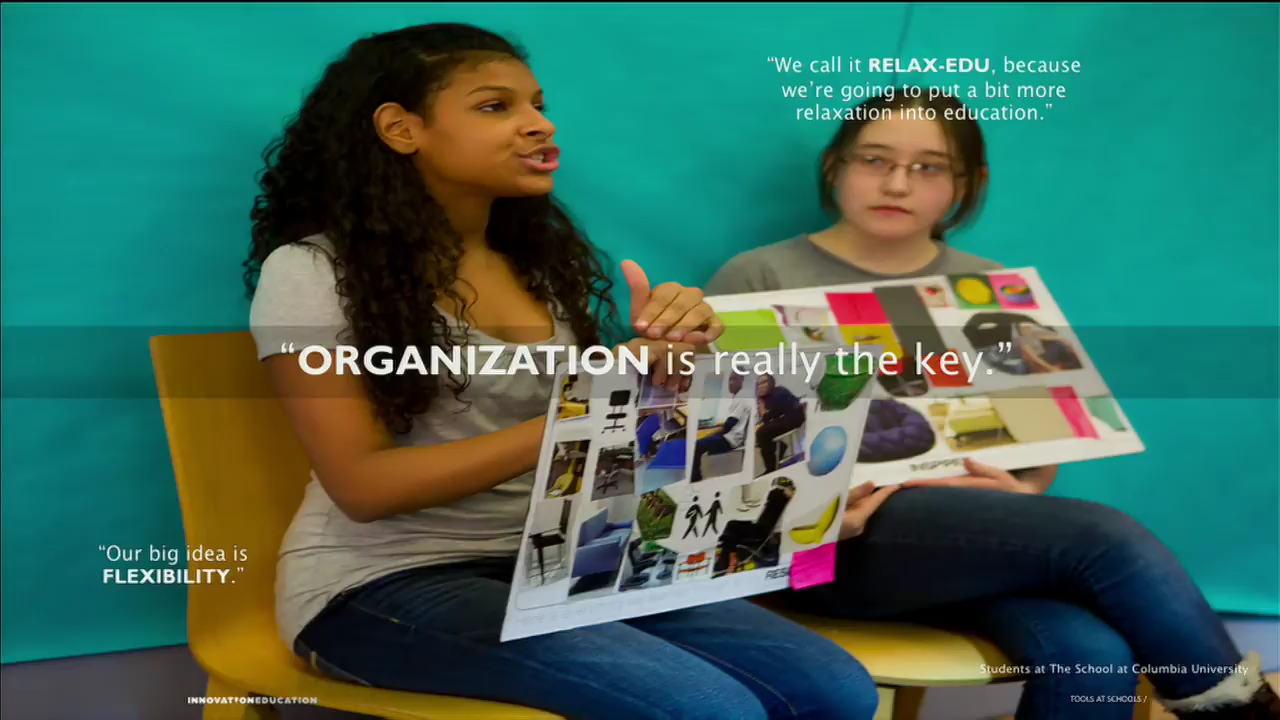 “We call it RELAX-EDU, because
we’re going to put a bit more
relaxation into education.”
“ORGANIZATION is really the key.”
“Our big idea is
FLEXIBILITY.”
Students at The School at Columbia University
INNOVATIONEDUCATION
TOOLS AT SCHOOLS /